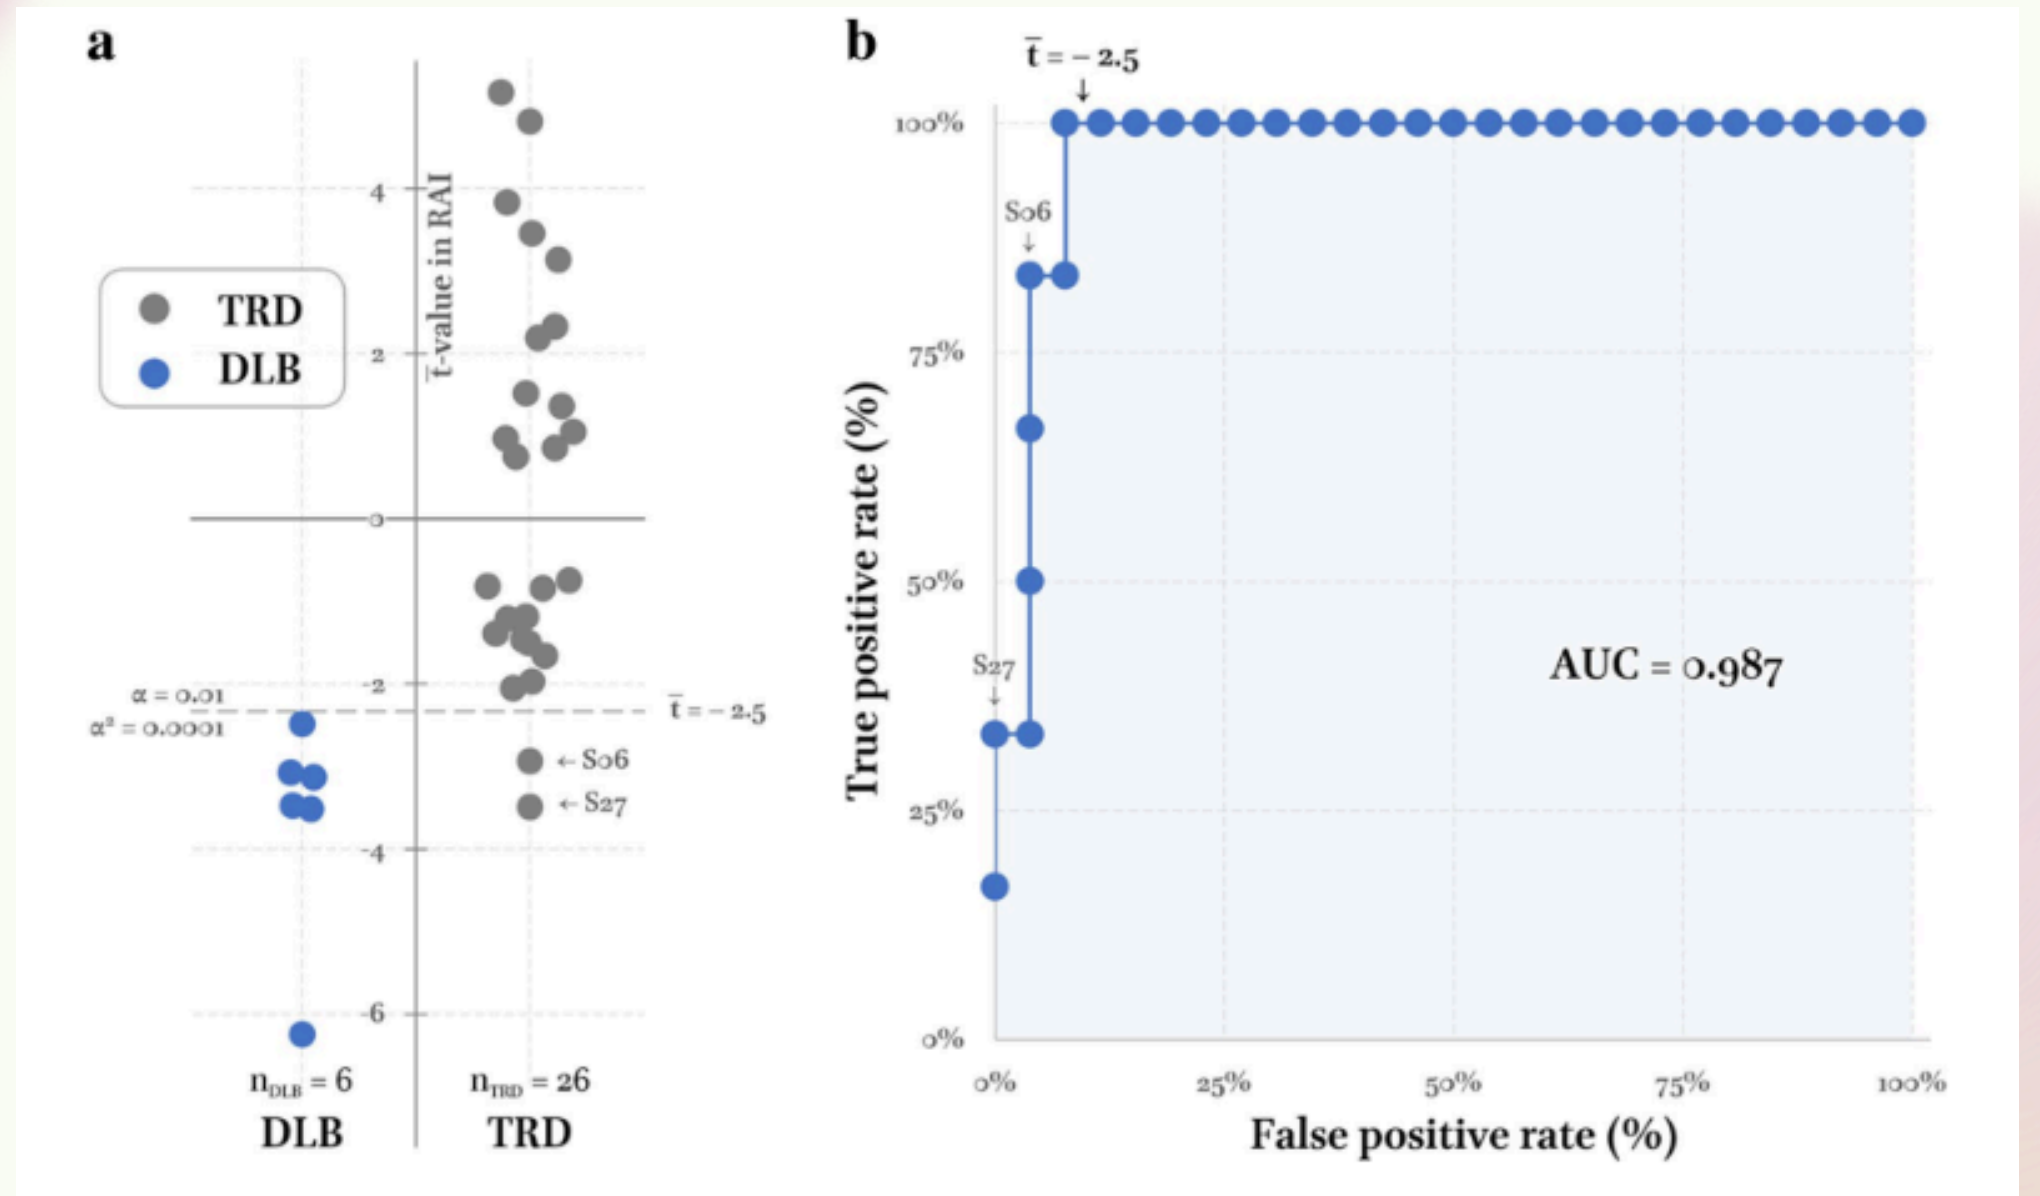 a
4
t̄-value in RAI
TRD
DLB
2
0
-2
α = 0.01
α² = 0.0001
t̄ = - 2.5
← S06
← S27
-4
-6
nDLB = 6
nTRD = 26
DLB
TRD
b
t̄ = - 2.5
↓
100%
S06
↓
75%
True positive rate (%)
50%
S27
↓
AUC = 0.987
25%
0%
0%
25%
50%
75%
100%
False positive rate (%)